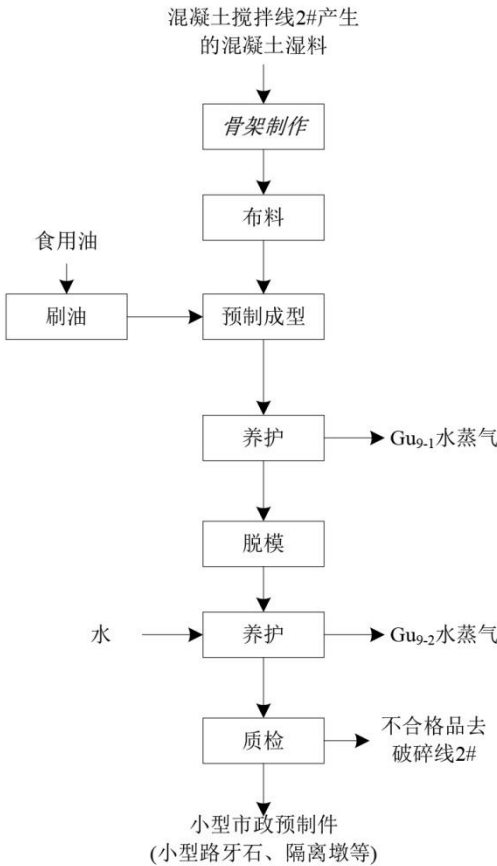 混凝土搅拌线2#产生
的混凝土湿料
骨架制作
布料
食用油
刷油
预制成型
养护
Gu₉₋₁水蒸气
脱模
水
养护
Gu₉₋₂水蒸气
质检
不合格品去
破碎线2#
小型市政预制件
(小型路牙石、隔离墩等)